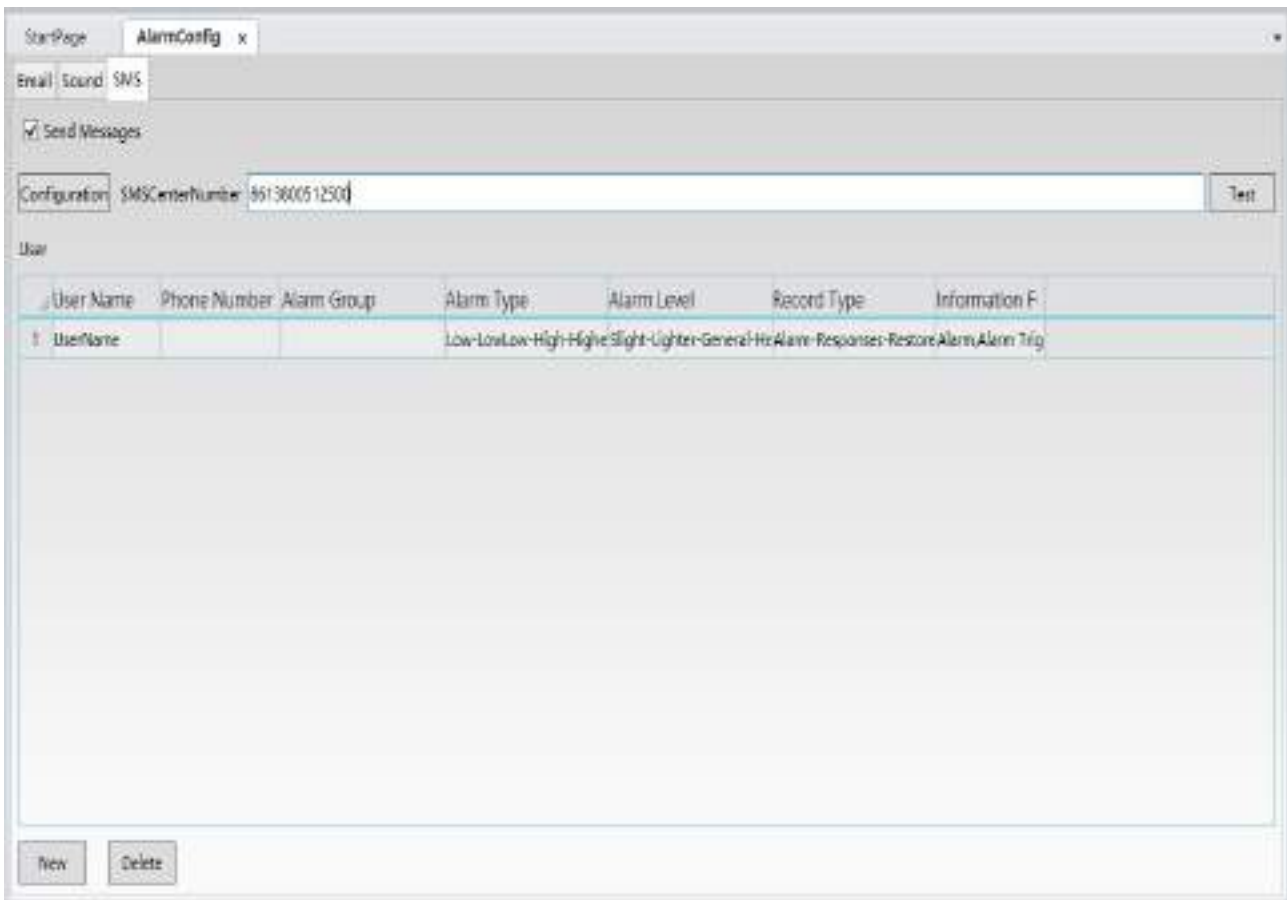 StartPage AlarmConfig x
Email Sound SMS
Send Messages
Configuration SMSCenterNumber 8613800512500 Test
User
User Name Phone Number Alarm Group Alarm Type Alarm Level Record Type Information F
1 UserName Low-LowLow-High-Highe Slight-Lighter-General-He Alarm-Responses-Restore Alarm,Alarm Trig
New Delete